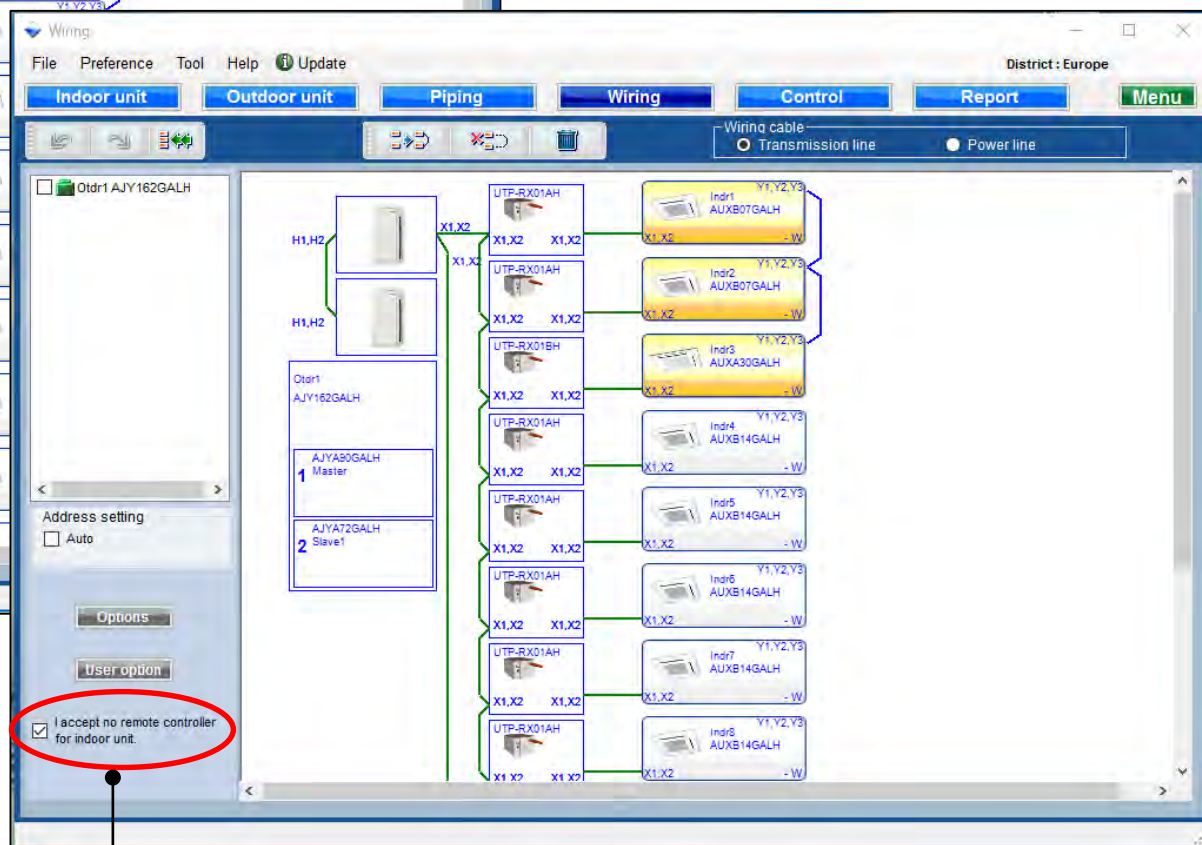 Y1,Y2,Y3
Wiring
File Preference Tool Help Update
District : Europe
Indoor unit Outdoor unit Piping Wiring Control Report Menu
Wiring cable
Transmission line Power line
Otdr1 AJY162GALH
Address setting
Auto
Options
User option
I accept no remote controller
for indoor unit.
H1,H2
H1,H2
X1,X2
X1,X2
Otdr1
AJY162GALH
AJYA90GALH
1 Master
AJYA72GALH
2 Slave1
UTP-RX01AH
X1,X2 X1,X2
UTP-RX01AH
X1,X2 X1,X2
UTP-RX01BH
X1,X2 X1,X2
UTP-RX01AH
X1,X2 X1,X2
UTP-RX01AH
X1,X2 X1,X2
UTP-RX01AH
X1,X2 X1,X2
UTP-RX01AH
X1,X2 X1,X2
UTP-RX01AH
X1,X2 X1,X2
Y1,Y2,Y3
Indr1
AUXB07GALH
X1,X2 - W
Y1,Y2,Y3
Indr2
AUXB07GALH
X1,X2 - W
Y1,Y2,Y3
Indr3
AUXA30GALH
X1,X2 - W
Y1,Y2,Y3
Indr4
AUXB14GALH
X1,X2 - W
Y1,Y2,Y3
Indr5
AUXB14GALH
X1,X2 - W
Y1,Y2,Y3
Indr6
AUXB14GALH
X1,X2 - W
Y1,Y2,Y3
Indr7
AUXB14GALH
X1,X2 - W
Y1,Y2,Y3
Indr8
AUXB14GALH
X1,X2 - W